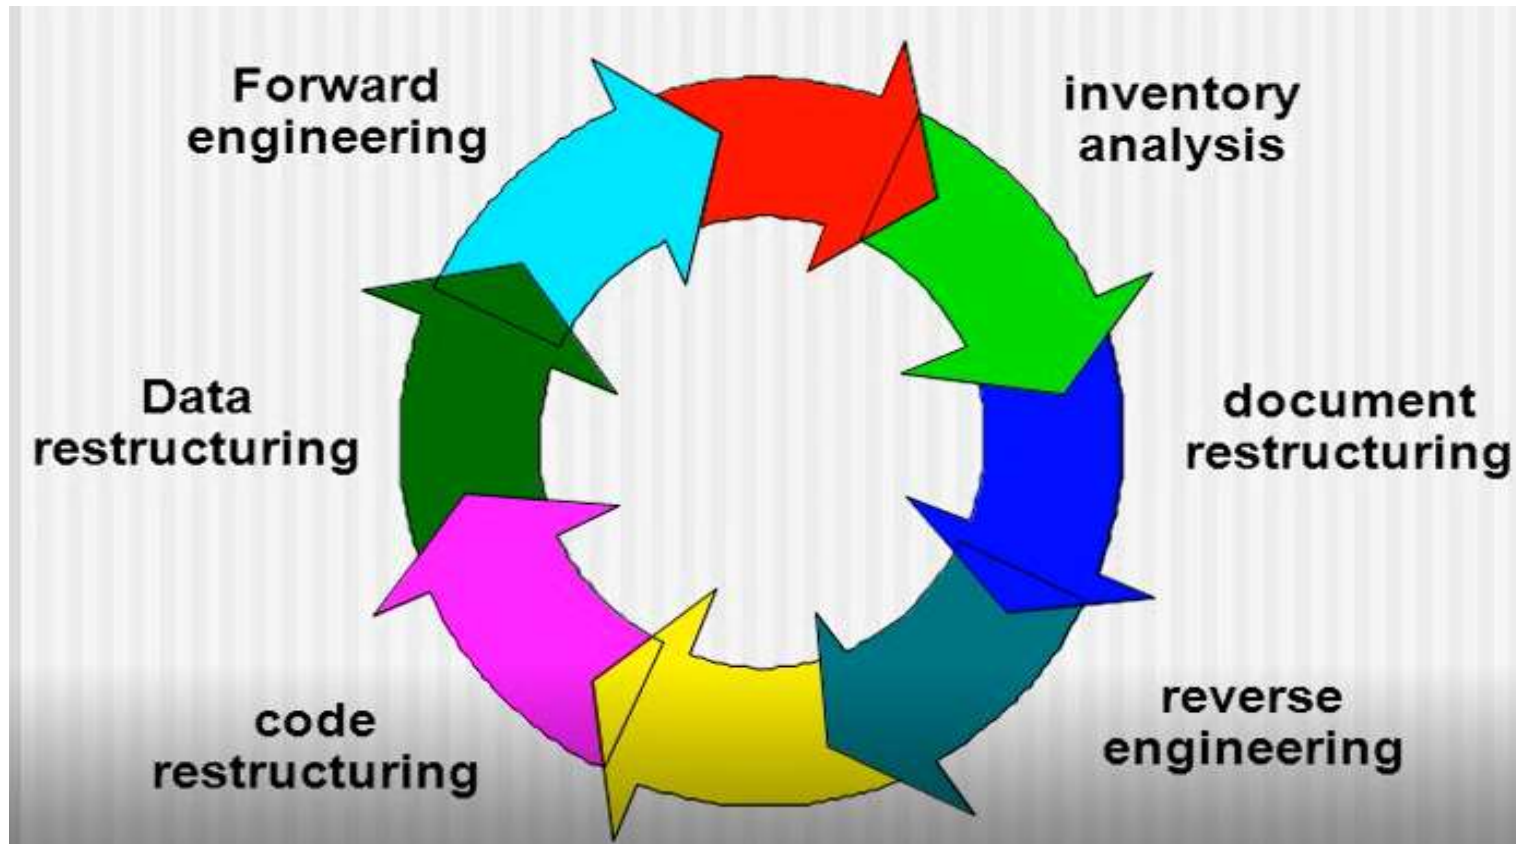 Forward
engineering
inventory
analysis
Data
restructuring
document
restructuring
code
restructuring
reverse
engineering